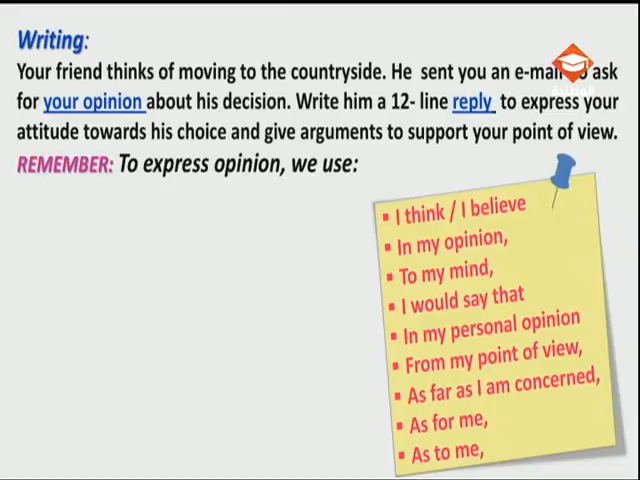 Writing:
Your friend thinks of moving to the countryside. He sent you an e-mail to ask
for your opinion about his decision. Write him a 12- line reply to express your
attitude towards his choice and give arguments to support your point of view.
REMEMBER: To express opinion, we use:
▪ I think / I believe
▪ In my opinion,
▪ To my mind,
▪ I would say that
▪ In my personal opinion
▪ From my point of view,
▪ As far as I am concerned,
▪ As for me,
▪ As to me,